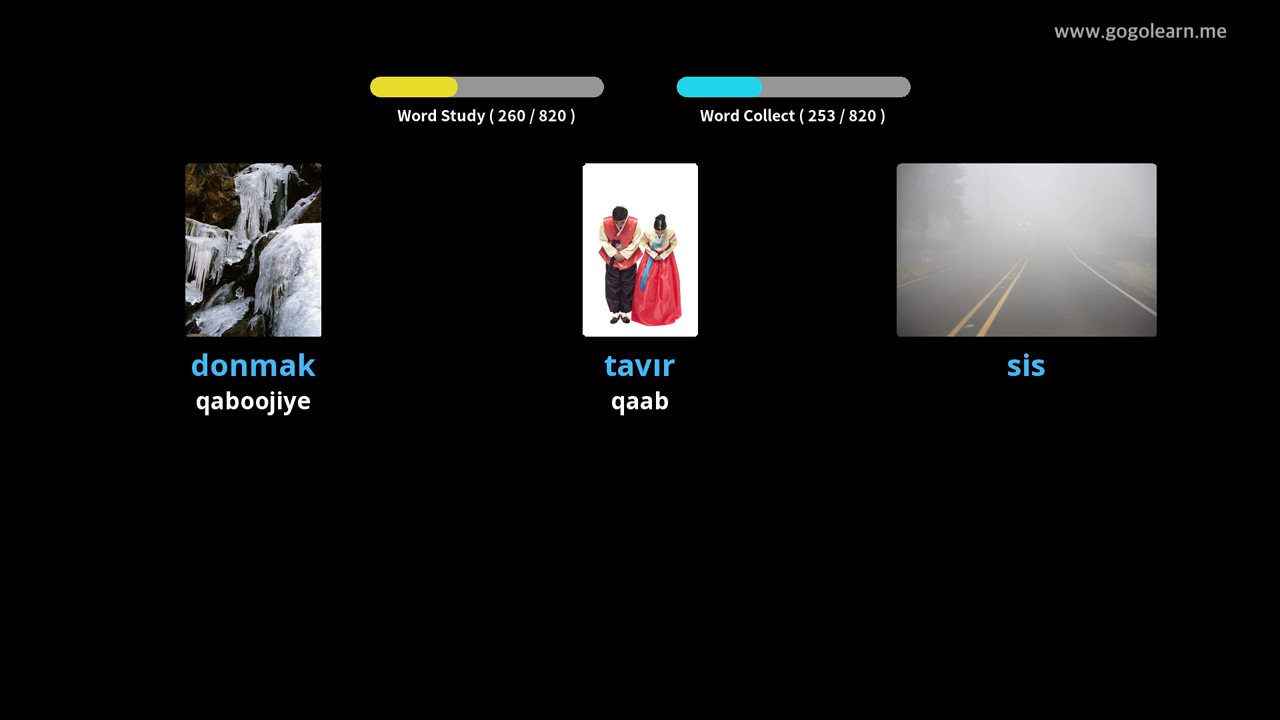 www.gogolearn.me
Word Study ( 260 / 820 )
Word Collect ( 253 / 820 )
donmak
tavır
sis
qaboojiye
qaab